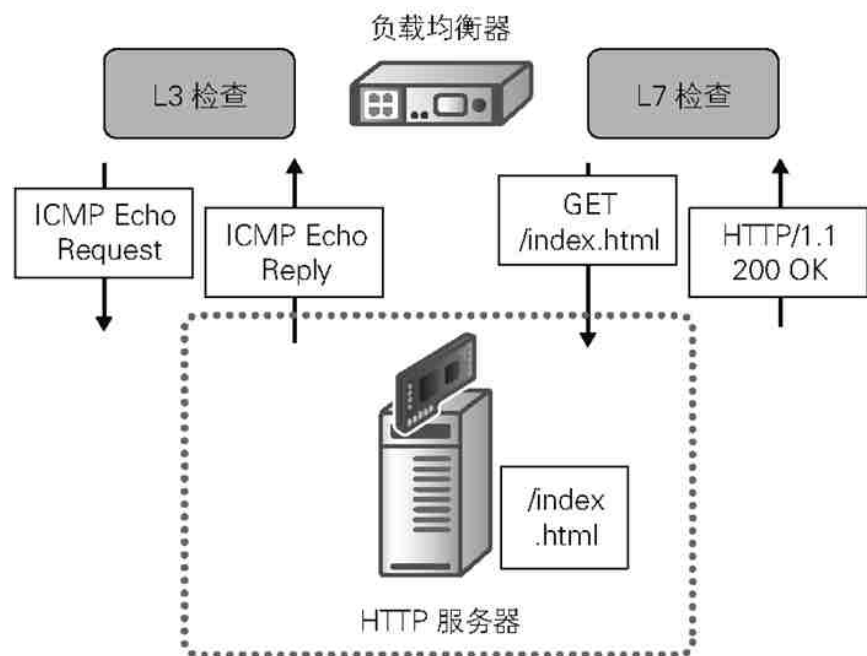 负载均衡器
L3 检查
L7 检查
ICMP Echo
Request
ICMP Echo
Reply
GET
/index.html
HTTP/1.1
200 OK
/index
.html
HTTP 服务器